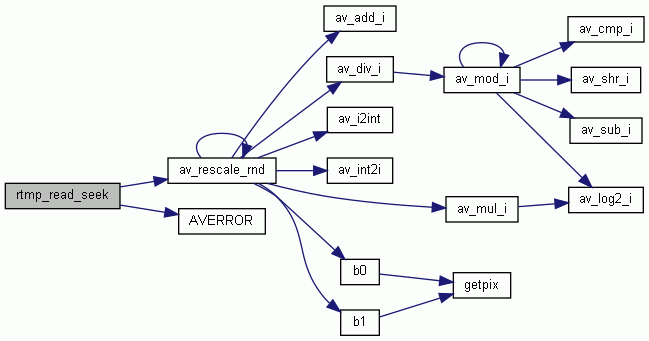 rtmp_read_seek
av_rescale_rnd
AVERROR
av_add_i
av_div_i
av_i2int
av_int2i
av_mul_i
b0
b1
av_mod_i
getpix
av_cmp_i
av_shr_i
av_sub_i
av_log2_i